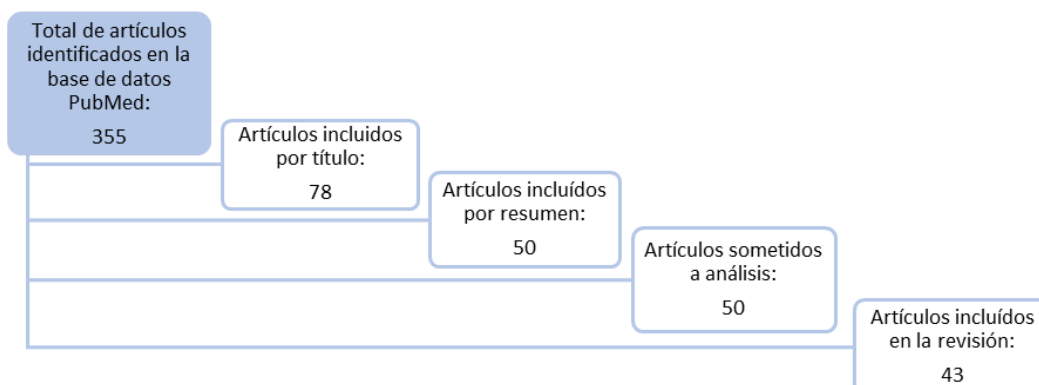 Total de artículos
identificados en la
base de datos
PubMed:
355
Artículos incluidos
por título:
78
Artículos incluídos
por resumen:
50
Artículos sometidos
a análisis:
50
Artículos incluídos
en la revisión:
43